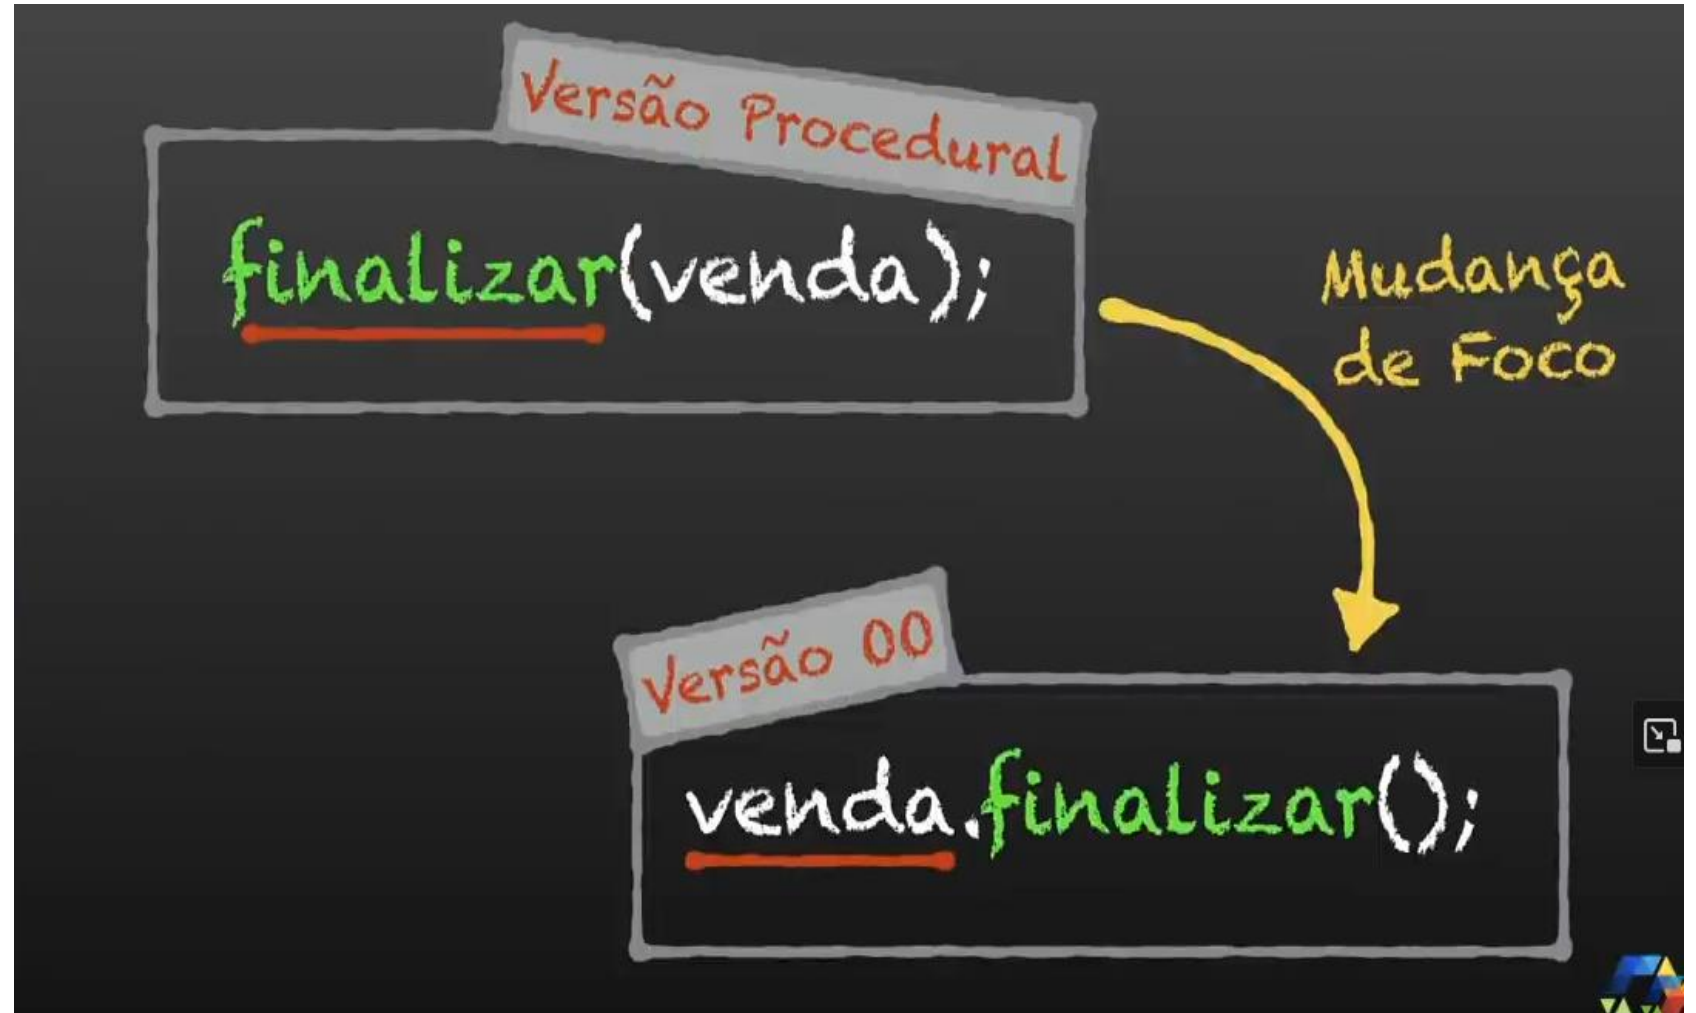 Versão Procedural
finalizar(venda);
Mudança
de Foco
Versão OO
venda.finalizar();